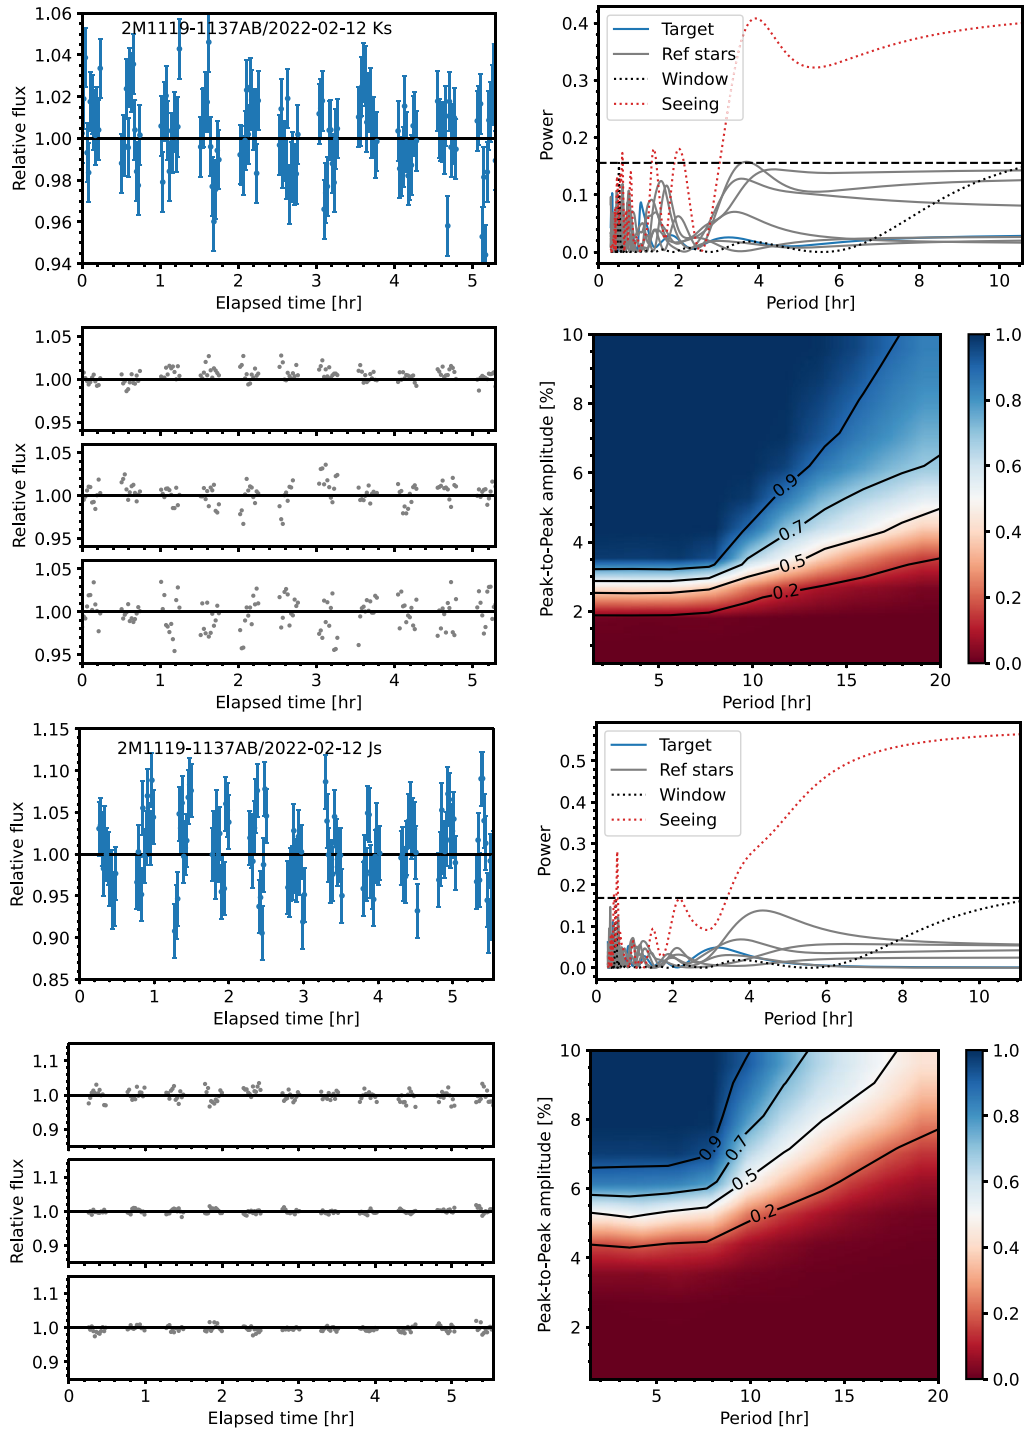 2M1119-1137AB/2022-02-12 Ks
Relative flux
1.06
1.04
1.02
1.00
0.98
0.96
0.94
0 1 2 3 4 5
Elapsed time [hr]
Target
Ref stars
Window
Seeing
Power
0.4
0.3
0.2
0.1
0.0
0 2 4 6 8 10
Period [hr]
Relative flux
1.05
1.00
0.95
Relative flux
1.05
1.00
0.95
Relative flux
1.05
1.00
0.95
0 1 2 3 4 5
Elapsed time [hr]
Peak-to-Peak amplitude [%]
10
8
6
4
2
0.9
0.7
0.5
0.2
5 10 15 20
Period [hr]
1.0
0.8
0.6
0.4
0.2
0.0
2M1119-1137AB/2022-02-12 Js
Relative flux
1.15
1.10
1.05
1.00
0.95
0.90
0.85
0 1 2 3 4 5
Elapsed time [hr]
Target
Ref stars
Window
Seeing
Power
0.5
0.4
0.3
0.2
0.1
0.0
0 2 4 6 8 10
Period [hr]
1.1
1.0
0.9
Relative flux
1.1
1.0
0.9
1.1
1.0
0.9
0 1 2 3 4 5
Elapsed time [hr]
Peak-to-Peak amplitude [%]
10
8
6
4
2
0.9
0.7
0.5
0.2
5 10 15 20
Period [hr]
1.0
0.8
0.6
0.4
0.2
0.0